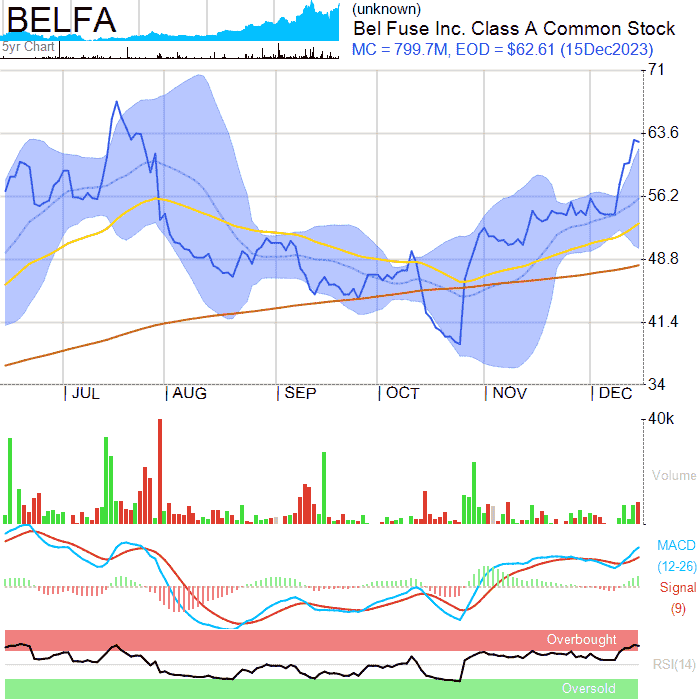 BELFA
5yr Chart
(unknown)
Bel Fuse Inc. Class A Common Stock
MC = 799.7M, EOD = $62.61 (15Dec2023)
71
63.6
56.2
48.8
41.4
34
| JUL | AUG | SEP | OCT | NOV | DEC
40k
Volume
MACD
(12-26)
Signal
(9)
Overbought
RSI(14)
Oversold